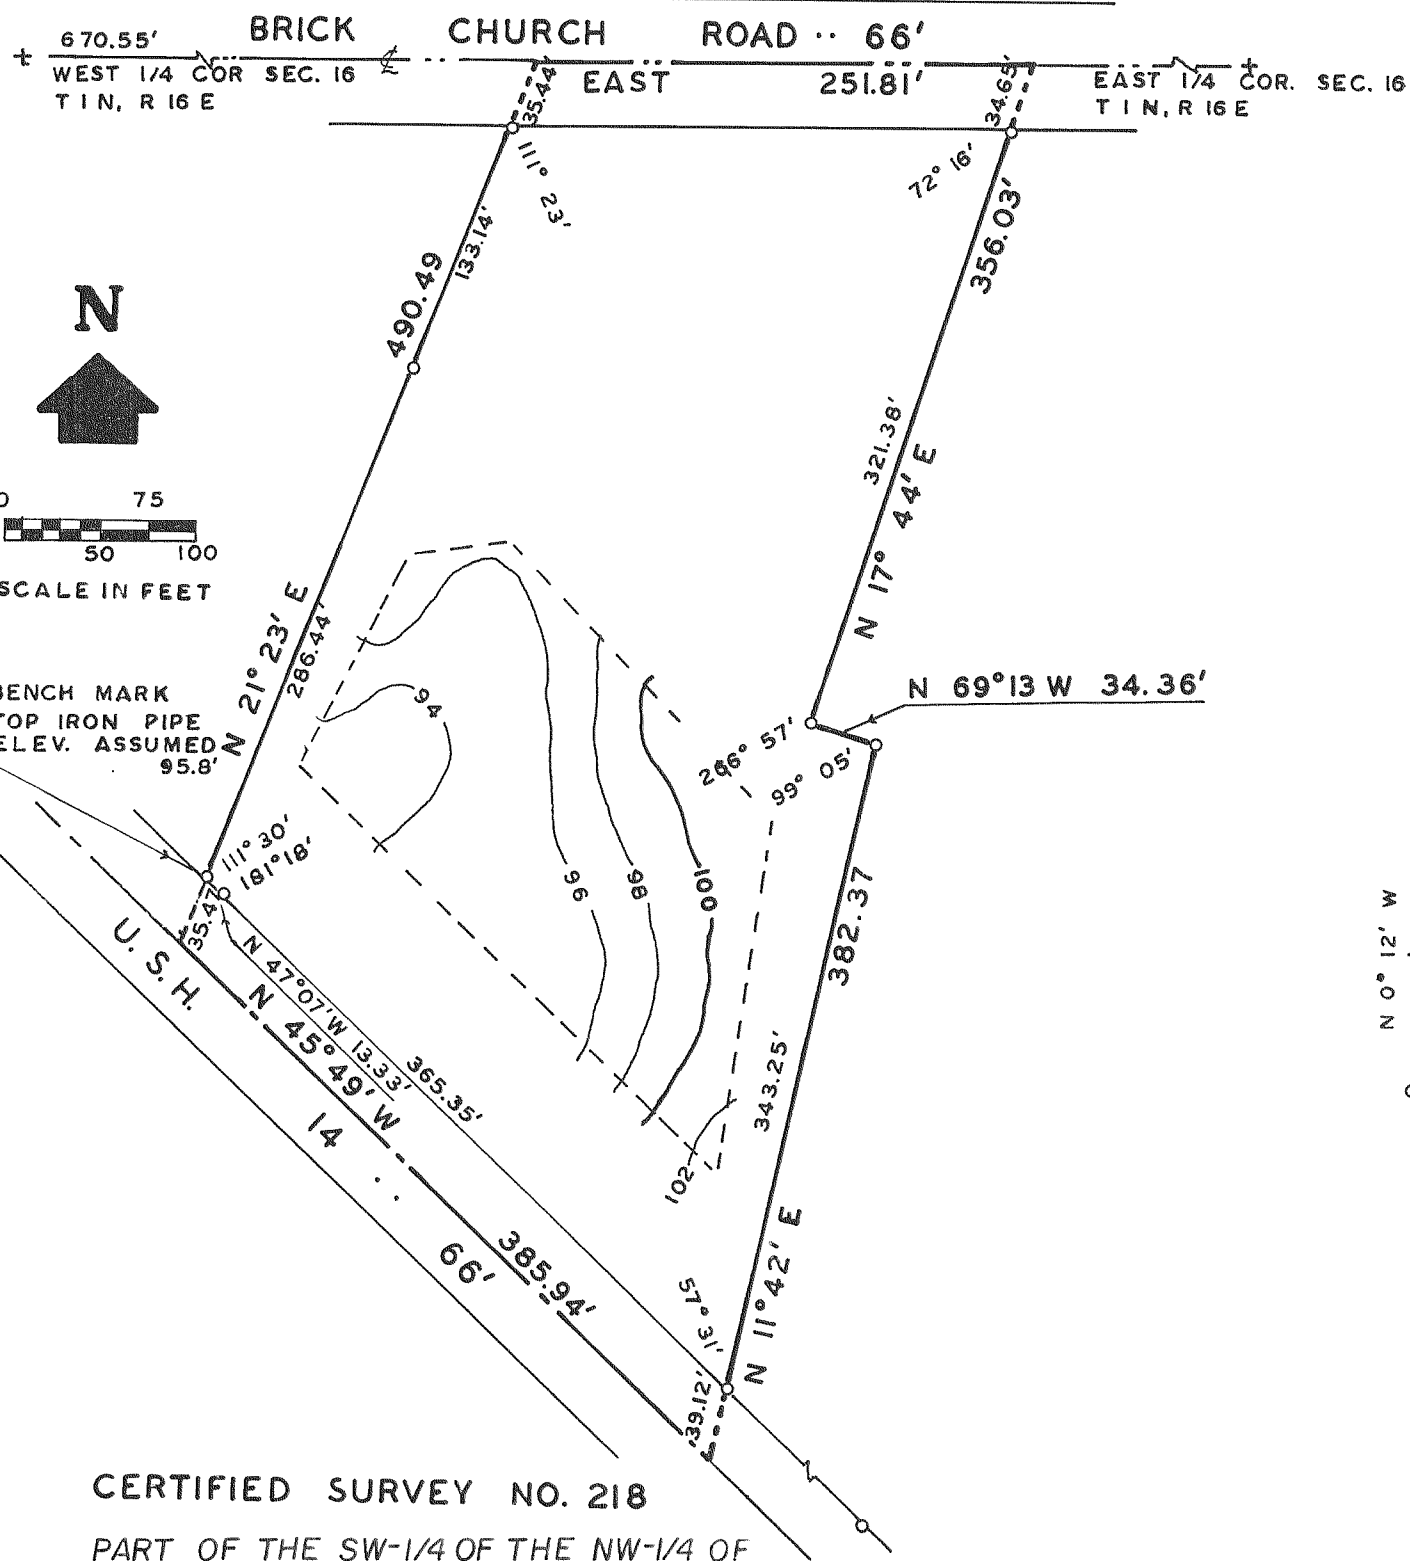 BRICK CHURCH ROAD ·· 66'
670.55'
WEST 1/4 COR SEC. 16
T 1 N, R 16 E
EAST 251.81'
EAST 1/4 COR. SEC. 16
T 1 N, R 16 E
35.44'
34.65'
111° 23'
72° 16'
133.14'
490.49
356.03'
N
321.38'
N 17° 44' E
75
50 100
SCALE IN FEET
N 21° 23' E
286.44'
BENCH MARK
TOP IRON PIPE
ELEV. ASSUMED
95.8'
94
N 69°13 W 34.36'
266° 57'
99° 05'
111° 30'
181°18'
96
98
100
382.37
35.47
N 0° 12' W
U. S. H. 14 ·· 66'
N 47°07'W 13.33'
365.35'
N 45°49' W 385.94'
343.25'
102
N 11°42' E
57° 31'
39.12'
CERTIFIED SURVEY NO. 218
PART OF THE SW-1/4 OF THE NW-1/4 OF